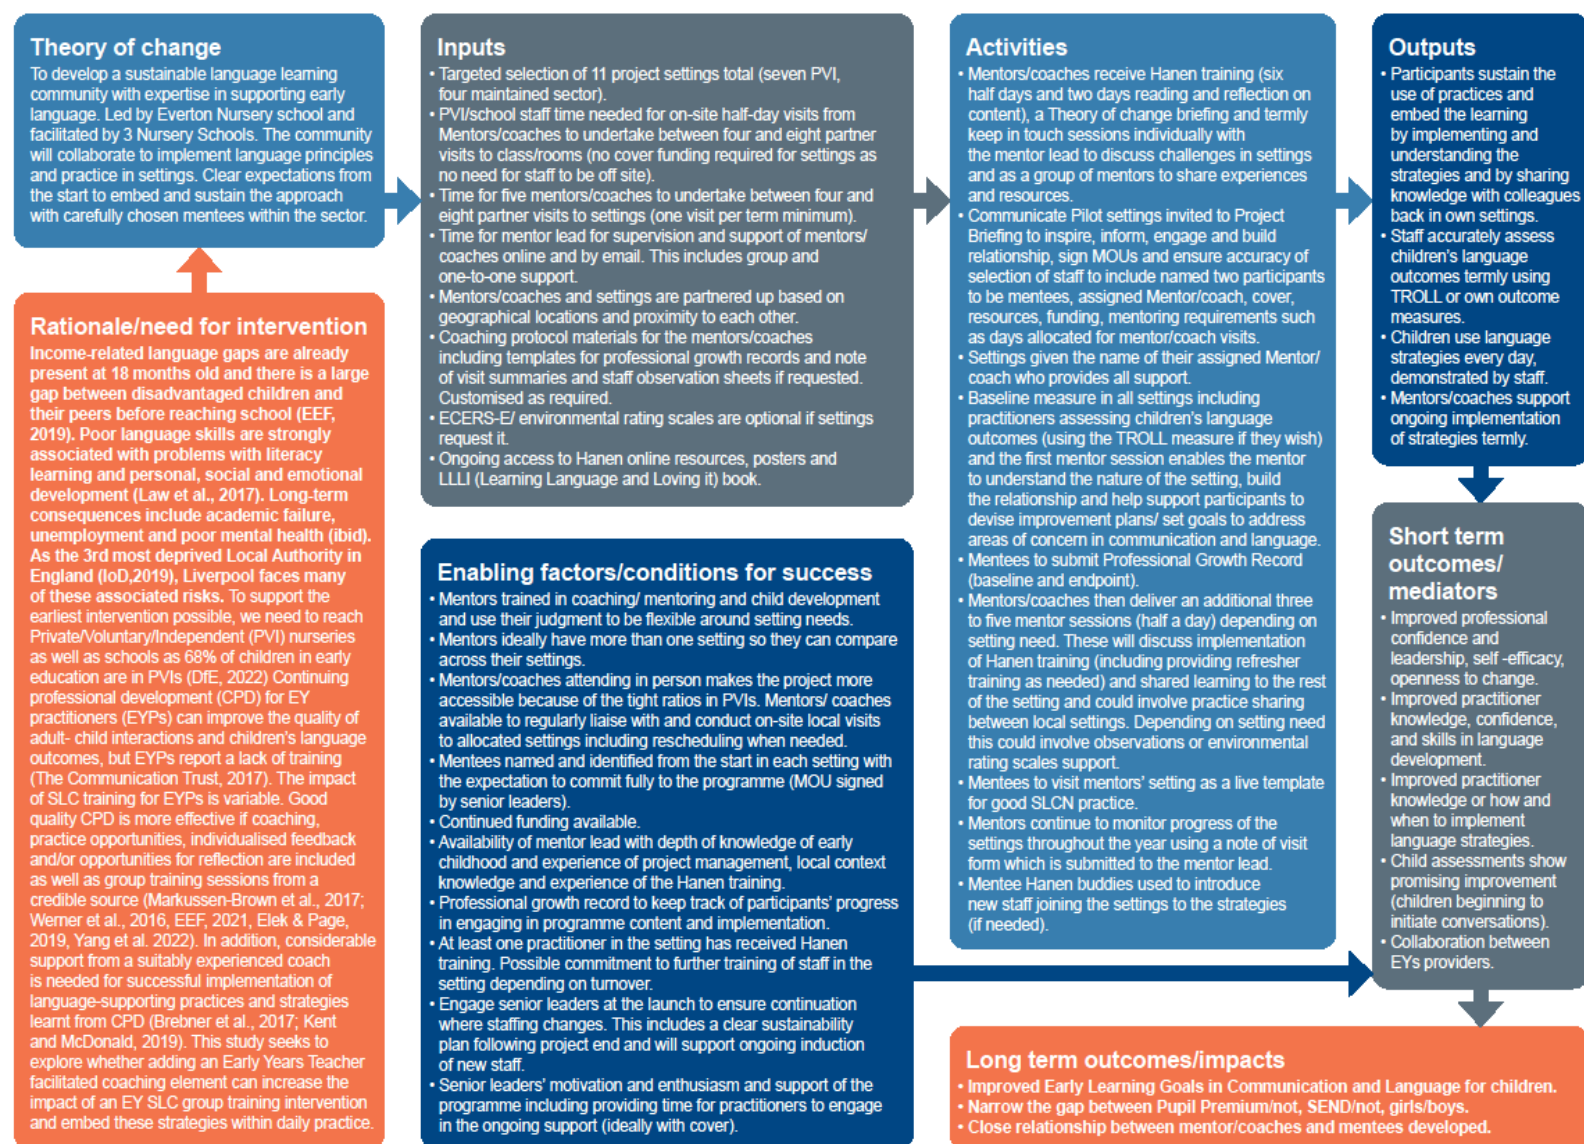 Theory of change
To develop a sustainable language learning
community with expertise in supporting early
language. Led by Everton Nursery school and
facilitated by 3 Nursery Schools. The community
will collaborate to implement language principles
and practice in settings. Clear expectations from
the start to embed and sustain the approach
with carefully chosen mentees within the sector.
Rationale/need for intervention
Income-related language gaps are already
present at 18 months old and there is a large
gap between disadvantaged children and
their peers before reaching school (EEF,
2019). Poor language skills are strongly
associated with problems with literacy
learning and personal, social and emotional
development (Law et al., 2017). Long-term
consequences include academic failure,
unemployment and poor mental health (ibid).
As the 3rd most deprived Local Authority in
England (IoD,2019), Liverpool faces many
of these associated risks. To support the
earliest intervention possible, we need to reach
Private/Voluntary/Independent (PVI) nurseries
as well as schools as 68% of children in early
education are in PVIs (DfE, 2022) Continuing
professional development (CPD) for EY
practitioners (EYPs) can improve the quality of
adult- child interactions and children's language
outcomes, but EYPs report a lack of training
(The Communication Trust, 2017). The impact
of SLC training for EYPs is variable. Good
quality CPD is more effective if coaching,
practice opportunities, individualised feedback
and/or opportunities for reflection are included
as well as group training sessions from a
credible source (Markussen-Brown et al., 2017;
Werner et al., 2016, EEF, 2021, Elek & Page,
2019, Yang et al. 2022). In addition, considerable
support from a suitably experienced coach
is needed for successful implementation of
language-supporting practices and strategies
learnt from CPD (Brebner et al., 2017; Kent
and McDonald, 2019). This study seeks to
explore whether adding an Early Years Teacher
facilitated coaching element can increase the
impact of an EY SLC group training intervention
and embed these strategies within daily practice.
Inputs
• Targeted selection of 11 project settings total (seven PVI,
four maintained sector).
• PVI/school staff time needed for on-site half-day visits from
Mentors/coaches to undertake between four and eight partner
visits to class/rooms (no cover funding required for settings as
no need for staff to be off site).
• Time for five mentors/coaches to undertake between four and
eight partner visits to settings (one visit per term minimum).
• Time for mentor lead for supervision and support of mentors/
coaches online and by email. This includes group and
one-to-one support.
• Mentors/coaches and settings are partnered up based on
geographical locations and proximity to each other.
• Coaching protocol materials for the mentors/coaches
including templates for professional growth records and note
of visit summaries and staff observation sheets if requested.
Customised as required.
• ECERS-E/ environmental rating scales are optional if settings
request it.
• Ongoing access to Hanen online resources, posters and
LLLI (Learning Language and Loving it) book.
Enabling factors/conditions for success
• Mentors trained in coaching/ mentoring and child development
and use their judgment to be flexible around setting needs.
• Mentors ideally have more than one setting so they can compare
across their settings.
• Mentors/coaches attending in person makes the project more
accessible because of the tight ratios in PVIs. Mentors/ coaches
available to regularly liaise with and conduct on-site local visits
to allocated settings including rescheduling when needed.
• Mentees named and identified from the start in each setting with
the expectation to commit fully to the programme (MOU signed
by senior leaders).
• Continued funding available.
• Availability of mentor lead with depth of knowledge of early
childhood and experience of project management, local context
knowledge and experience of the Hanen training.
• Professional growth record to keep track of participants' progress
in engaging in programme content and implementation.
• At least one practitioner in the setting has received Hanen
training. Possible commitment to further training of staff in the
setting depending on turnover.
• Engage senior leaders at the launch to ensure continuation
where staffing changes. This includes a clear sustainability
plan following project end and will support ongoing induction
of new staff.
• Senior leaders' motivation and enthusiasm and support of the
programme including providing time for practitioners to engage
in the ongoing support (ideally with cover).
Activities
• Mentors/coaches receive Hanen training (six
half days and two days reading and reflection on
content), a Theory of change briefing and termly
keep in touch sessions individually with
the mentor lead to discuss challenges in settings
and as a group of mentors to share experiences
and resources.
• Communicate Pilot settings invited to Project
Briefing to inspire, inform, engage and build
relationship, sign MOUs and ensure accuracy of
selection of staff to include named two participants
to be mentees, assigned Mentor/coach, cover,
resources, funding, mentoring requirements such
as days allocated for mentor/coach visits.
• Settings given the name of their assigned Mentor/
coach who provides all support.
• Baseline measure in all settings including
practitioners assessing children's language
outcomes (using the TROLL measure if they wish)
and the first mentor session enables the mentor
to understand the nature of the setting, build
the relationship and help support participants to
devise improvement plans/ set goals to address
areas of concern in communication and language.
• Mentees to submit Professional Growth Record
(baseline and endpoint).
• Mentors/coaches then deliver an additional three
to five mentor sessions (half a day) depending on
setting need. These will discuss implementation
of Hanen training (including providing refresher
training as needed) and shared learning to the rest
of the setting and could involve practice sharing
between local settings. Depending on setting need
this could involve observations or environmental
rating scales support.
• Mentees to visit mentors' setting as a live template
for good SLCN practice.
• Mentors continue to monitor progress of the
settings throughout the year using a note of visit
form which is submitted to the mentor lead.
• Mentee Hanen buddies used to introduce
new staff joining the settings to the strategies
(if needed).
Outputs
• Participants sustain the
use of practices and
embed the learning
by implementing and
understanding the
strategies and by sharing
knowledge with colleagues
back in own settings.
• Staff accurately assess
children's language
outcomes termly using
TROLL or own outcome
measures.
• Children use language
strategies every day,
demonstrated by staff.
• Mentors/coaches support
ongoing implementation
of strategies termly.
Short term
outcomes/
mediators
• Improved professional
confidence and
leadership, self -efficacy,
openness to change.
• Improved practitioner
knowledge, confidence,
and skills in language
development.
• Improved practitioner
knowledge or how and
when to implement
language strategies.
• Child assessments show
promising improvement
(children beginning to
initiate conversations).
• Collaboration between
EYs providers.
Long term outcomes/impacts
• Improved Early Learning Goals in Communication and Language for children.
• Narrow the gap between Pupil Premium/not, SEND/not, girls/boys.
• Close relationship between mentor/coaches and mentees developed.